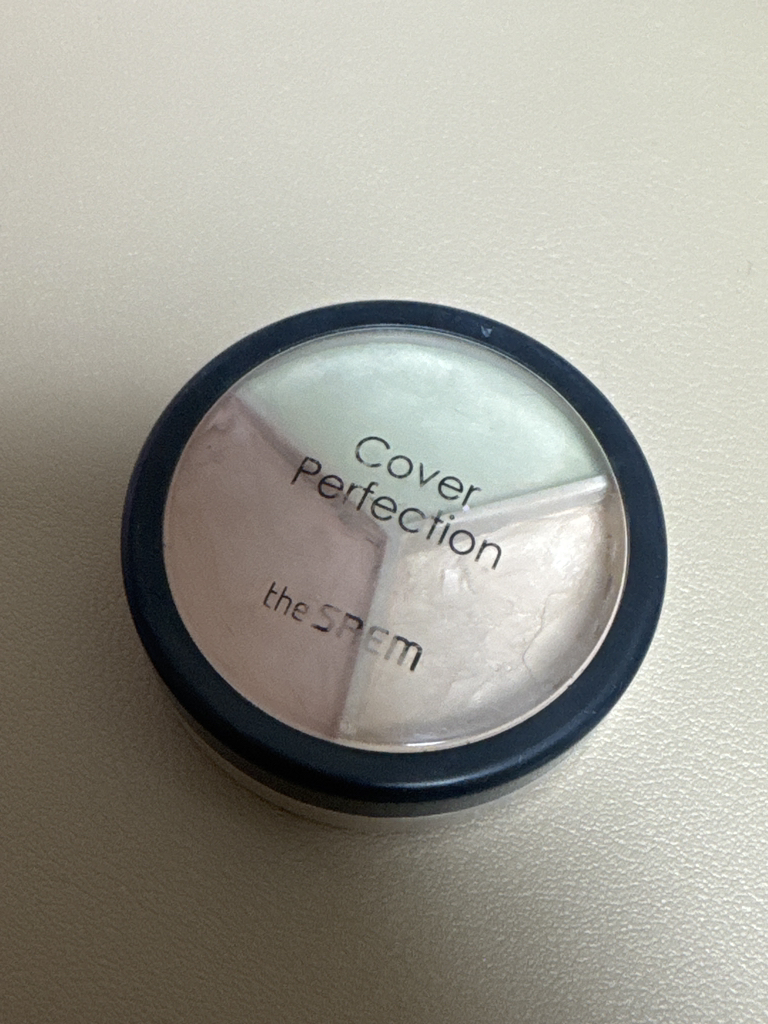 Cover
Perfection
the SAEM